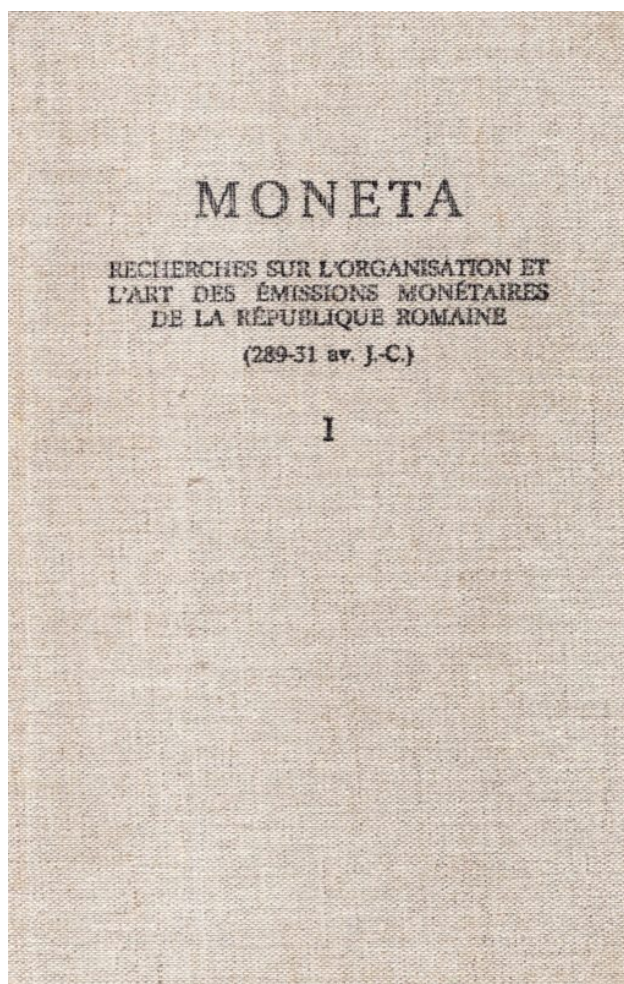 MONETA
RECHERCHES SUR L'ORGANISATION ET
L'ART DES ÉMISSIONS MONÉTAIRES
DE LA RÉPUBLIQUE ROMAINE
(289-31 av. J.-C.)
I